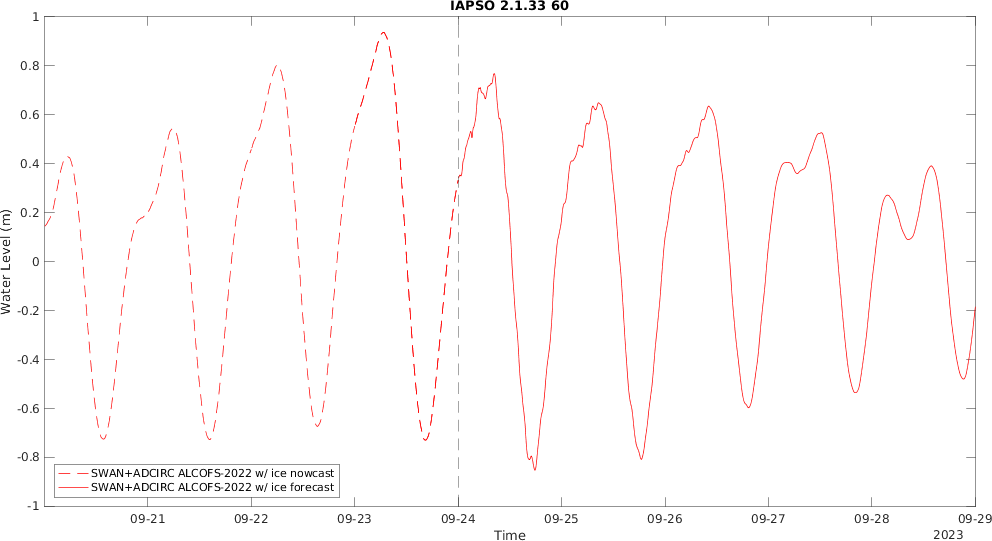 IAPSO 2.1.33 60
Water Level (m)
1
0.8
0.6
0.4
0.2
0
-0.2
-0.4
-0.6
-0.8
-1
SWAN+ADCIRC ALCOFS-2022 w/ ice nowcast
SWAN+ADCIRC ALCOFS-2022 w/ ice forecast
09-21 09-22 09-23 09-24 09-25 09-26 09-27 09-28 09-29
Time
2023